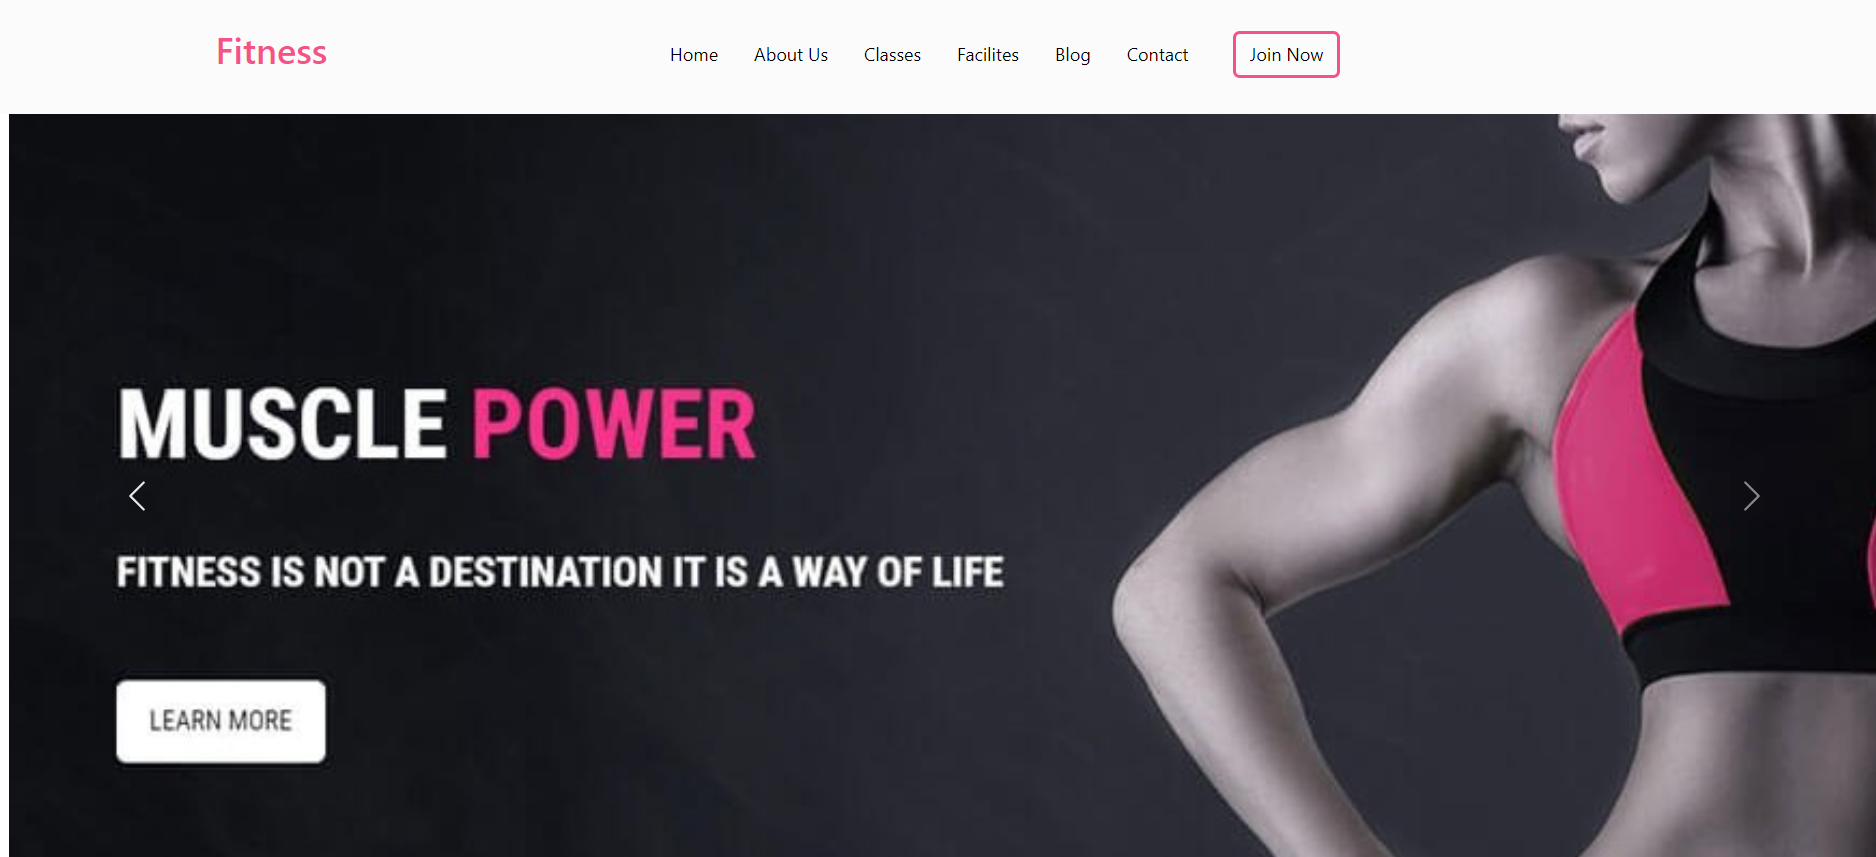 Fitness
Home About Us Classes Facilites Blog Contact Join Now
MUSCLE POWER
FITNESS IS NOT A DESTINATION IT IS A WAY OF LIFE
LEARN MORE